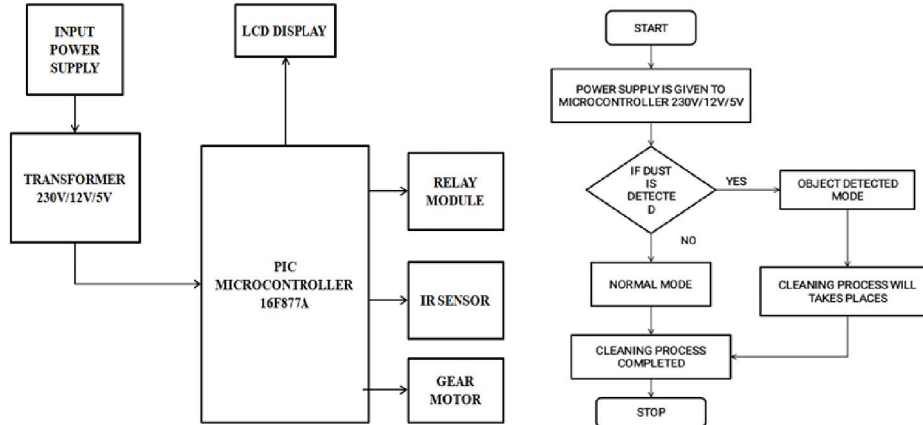 INPUT
POWER
SUPPLY
LCD DISPLAY
TRANSFORMER
230V/12V/5V
PIC
MICROCONTROLLER
16F877A
RELAY
MODULE
IR SENSOR
GEAR
MOTOR
START
POWER SUPPLY IS GIVEN TO
MICROCONTROLLER 230V/12V/5V
IF DUST
IS
DETECTE
D
YES
OBJECT DETECTED
MODE
NO
NORMAL MODE
CLEANING PROCESS WILL
TAKES PLACES
CLEANING PROCESS
COMPLETED
STOP